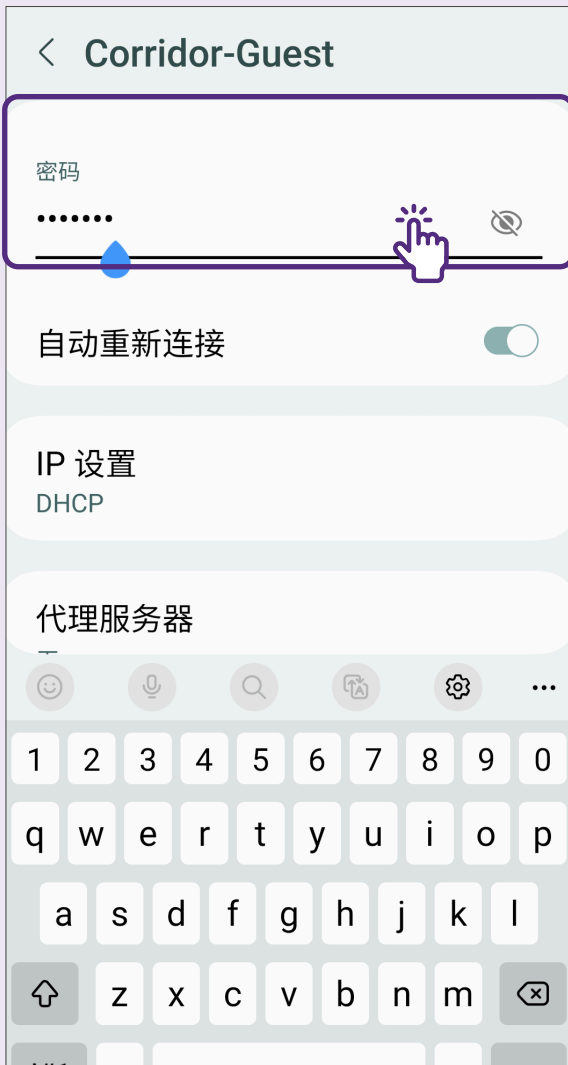 Corridor-Guest
密码
•••••••
自动重新连接
IP 设置
DHCP
代理服务器
1 2 3 4 5 6 7 8 9 0
q w e r t y u i o p
a s d f g h j k l
z x c v b n m